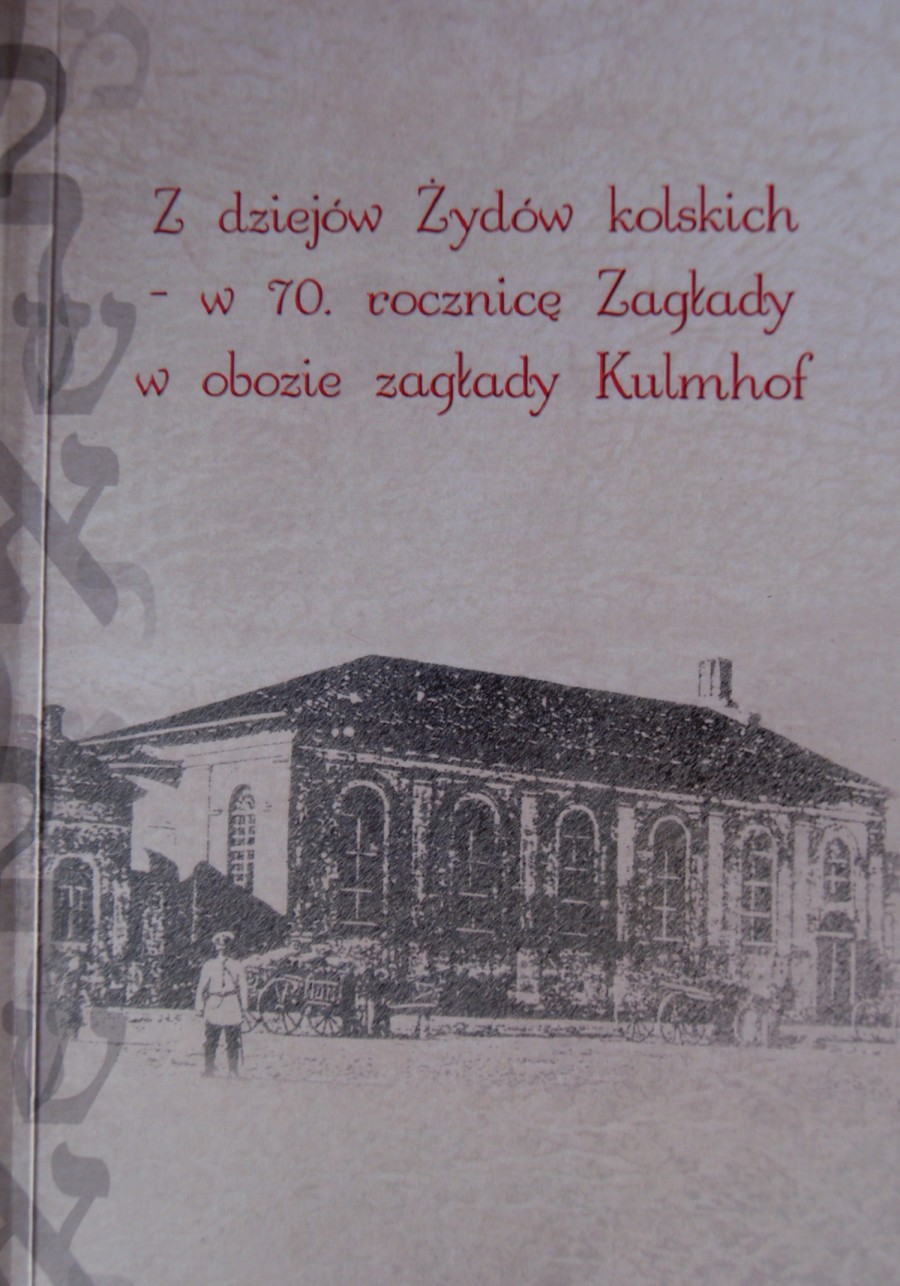 Z dziejów Żydów kolskich
- w 70. rocznicę Zagłady
w obozie zagłady Kulmhof